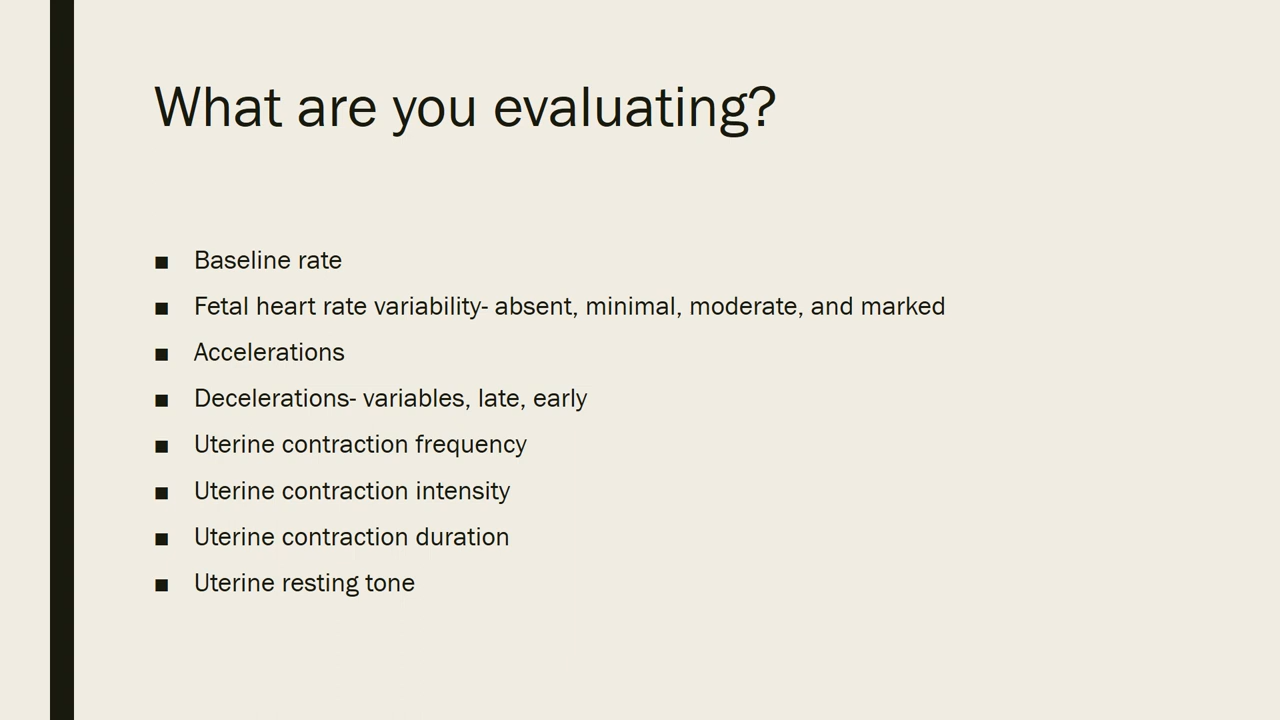 What are you evaluating?
■ Baseline rate
■ Fetal heart rate variability- absent, minimal, moderate, and marked
■ Accelerations
■ Decelerations- variables, late, early
■ Uterine contraction frequency
■ Uterine contraction intensity
■ Uterine contraction duration
■ Uterine resting tone